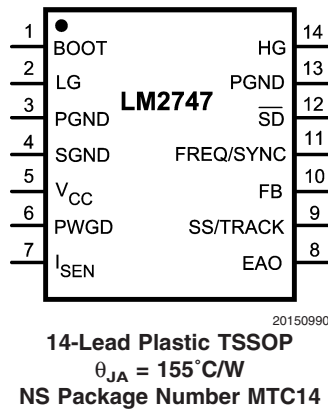 1 BOOT HG 14
2 LG PGND 13
LM2747
3 PGND S̅D̅ 12
4 SGND FREQ/SYNC 11
5 VCC FB 10
6 PWGD SS/TRACK 9
7 ISEN EAO 8
20150990
14-Lead Plastic TSSOP
θJA = 155˚C/W
NS Package Number MTC14